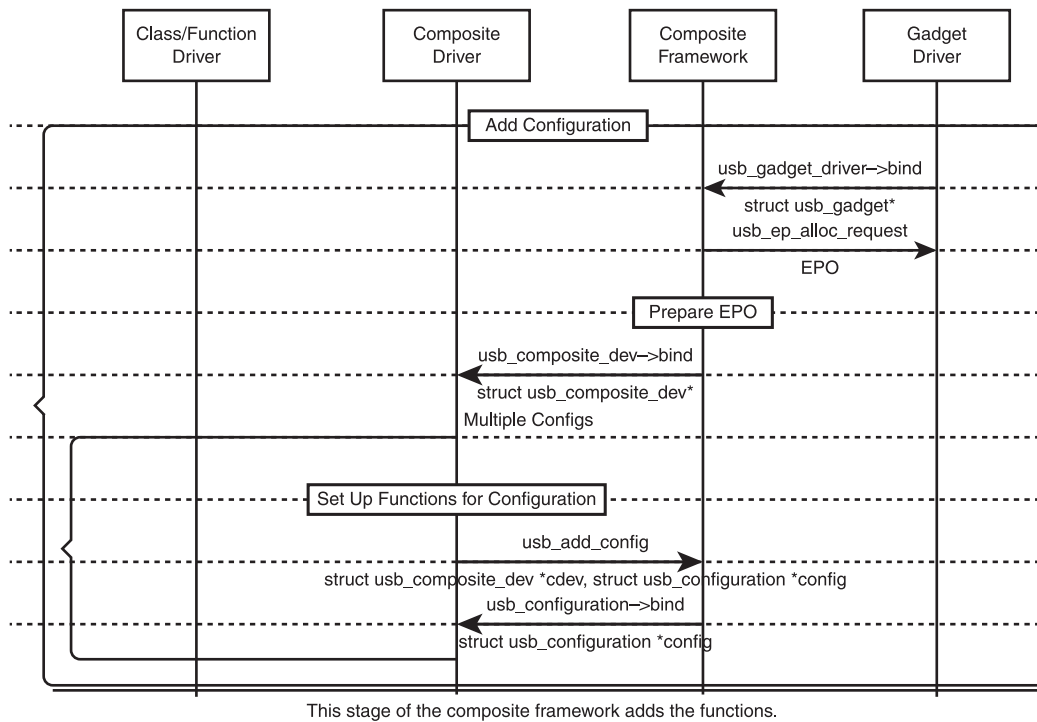 Class/Function
Driver
Composite
Driver
Composite
Framework
Gadget
Driver
Add Configuration
usb_gadget_driver–>bind
struct usb_gadget*
usb_ep_alloc_request
EPO
Prepare EPO
usb_composite_dev–>bind
struct usb_composite_dev*
Multiple Configs
Set Up Functions for Configuration
usb_add_config
struct usb_composite_dev *cdev, struct usb_configuration *config
usb_configuration–>bind
struct usb_configuration *config
This stage of the composite framework adds the functions.